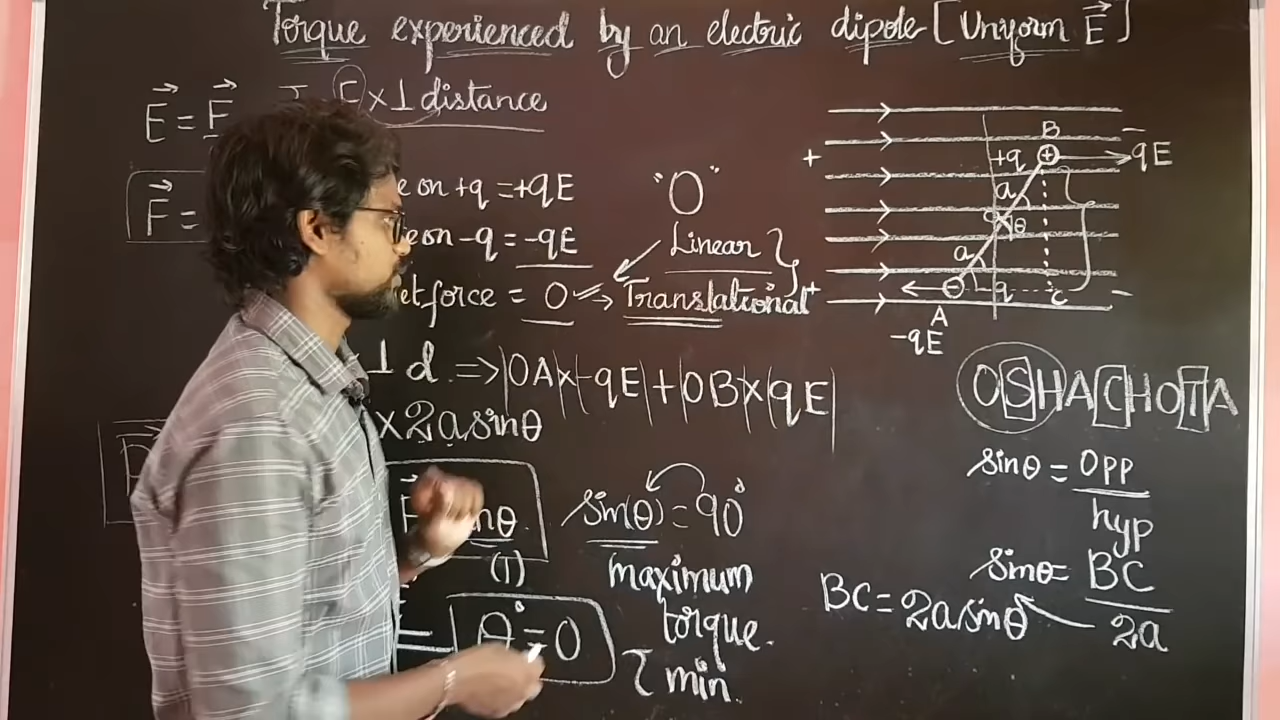 Torque experienced by an electric dipole [Uniform E⃗]
E⃗ = F⃗
F × ⊥ distance
F⃗ =
e on +q = +qE
e on -q = -qE
et force = 0 → Translational
"O"
Linear
⊥ d. => |OA × |-qE| + |OB| × |qE|
× 2a sinθ
sin(θ) = 90°
nθ
(1)
maximum
torque.
θ° = 0
τ min.
B
+q
qE
+
a
θ
a
q
C
+
A
-qE
OSHACHOTA
sinθ = opp
hyp
sinθ = BC
2a
BC = 2a sinθ